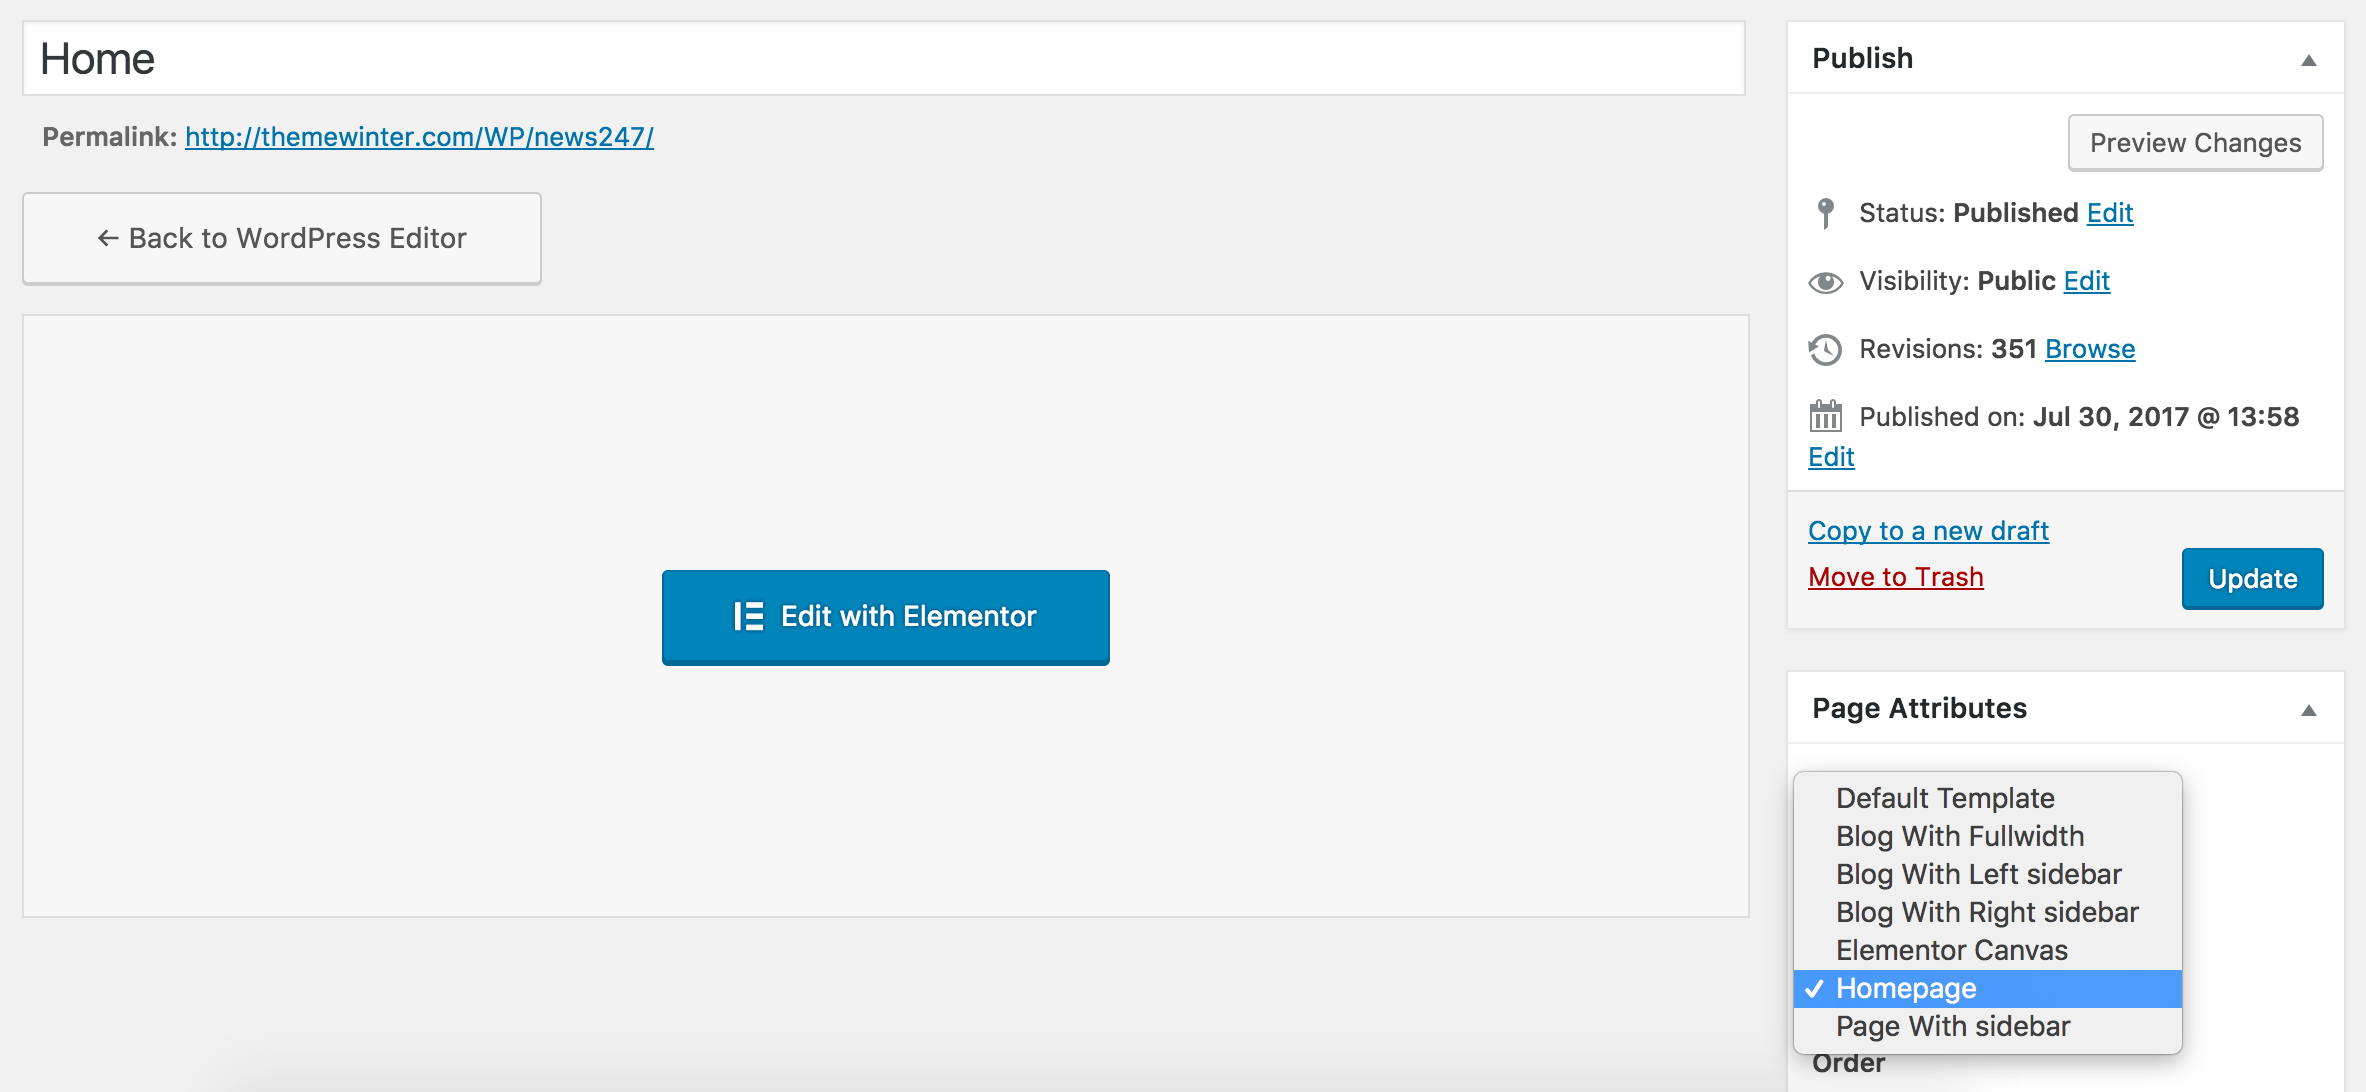 Home
Permalink: http://themewinter.com/WP/news247/
← Back to WordPress Editor
Edit with Elementor
Publish
Preview Changes
Status: Published Edit
Visibility: Public Edit
Revisions: 351 Browse
Published on: Jul 30, 2017 @ 13:58
Edit
Copy to a new draft
Move to Trash
Update
Page Attributes
Default Template
Blog With Fullwidth
Blog With Left sidebar
Blog With Right sidebar
Elementor Canvas
✓ Homepage
Page With sidebar
Order